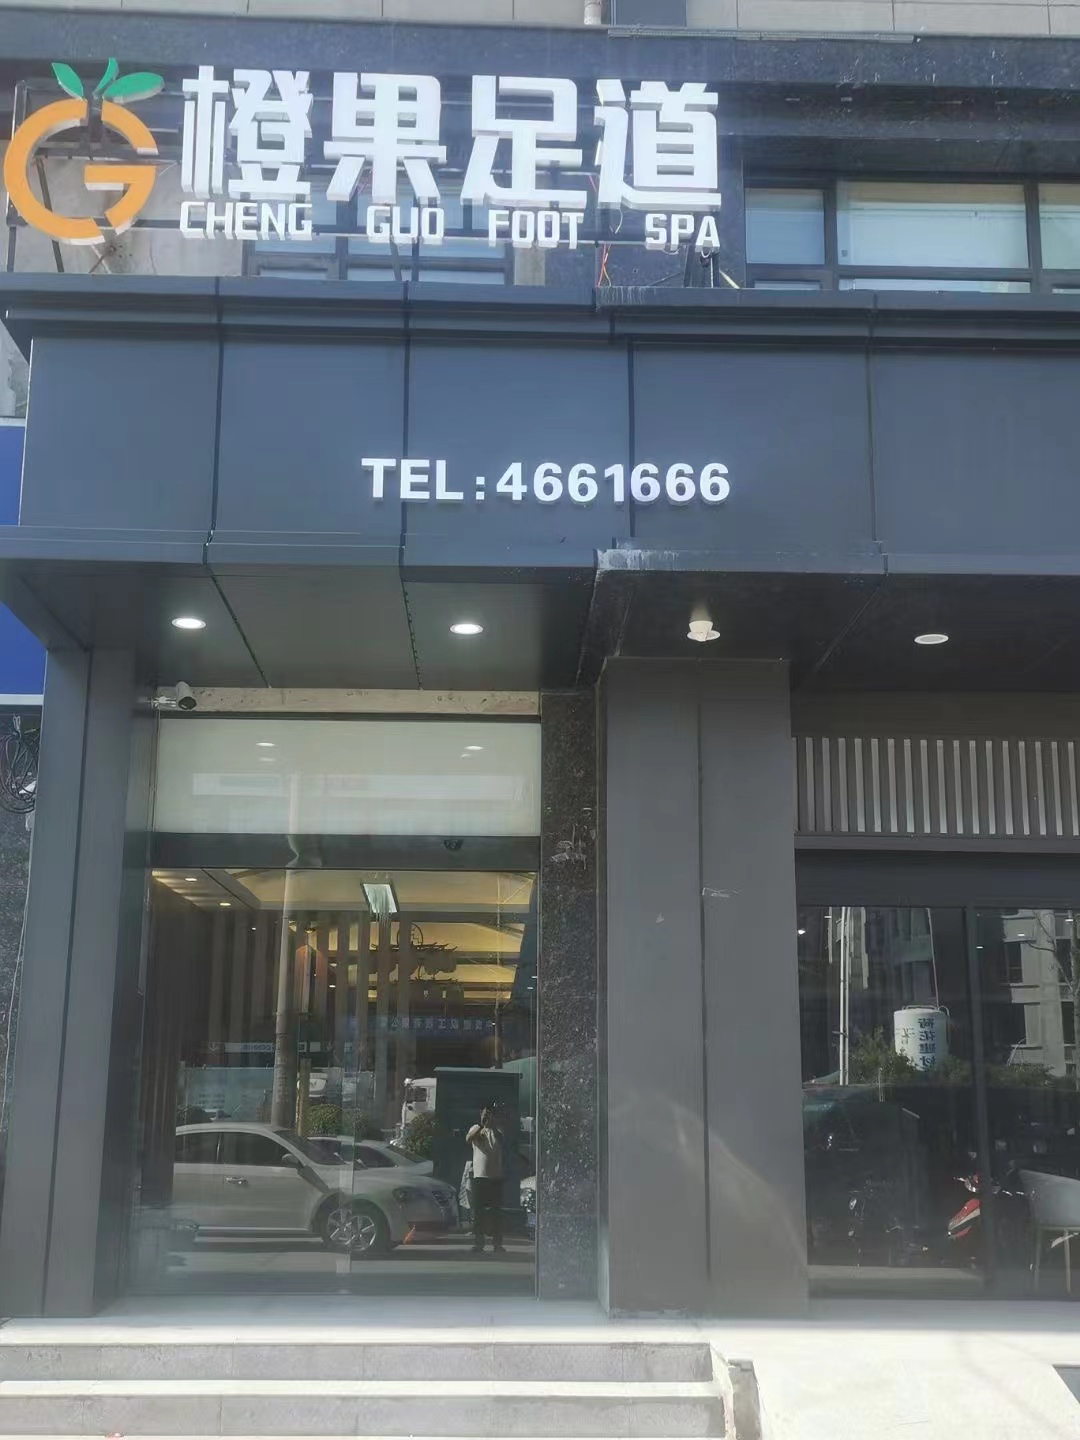 橙果足道
CHENG GUO FOOT SPA
TEL:4661666